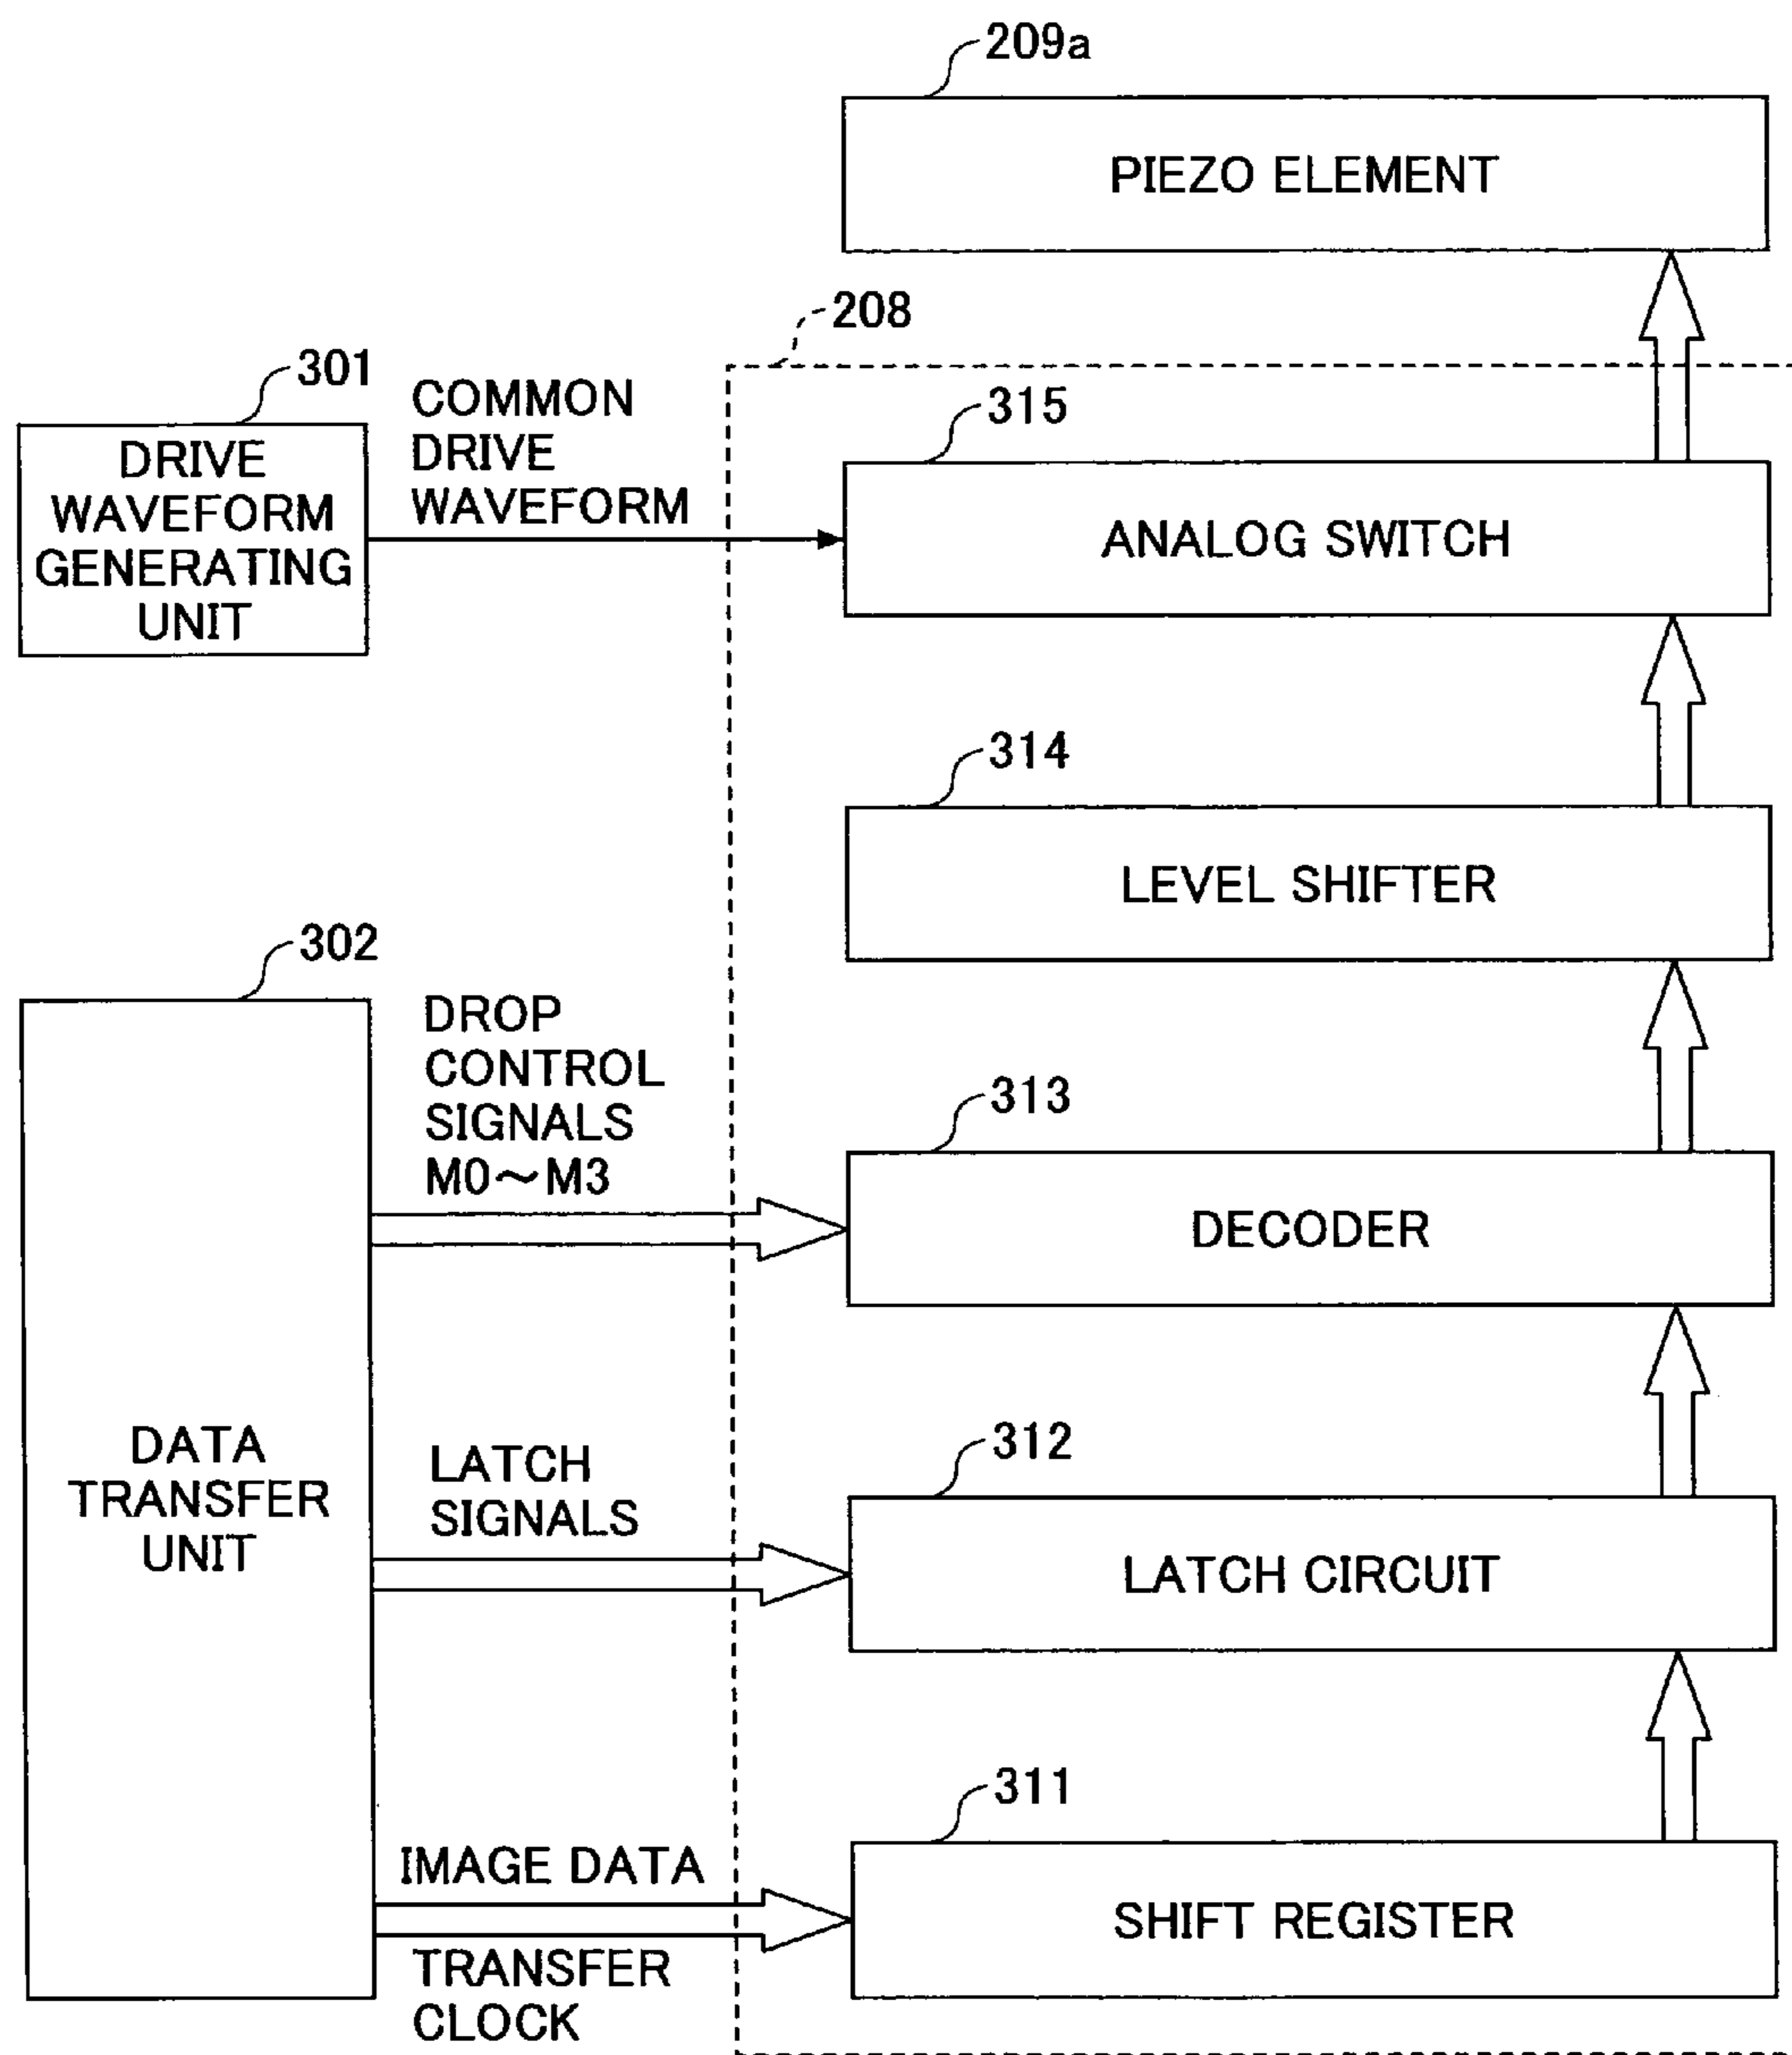 209a
PIEZO ELEMENT
208
301
COMMON
DRIVE
WAVEFORM
315
DRIVE
WAVEFORM
GENERATING
UNIT
ANALOG SWITCH
314
LEVEL SHIFTER
302
DROP
CONTROL
SIGNALS
M0～M3
313
DECODER
DATA
TRANSFER
UNIT
LATCH
SIGNALS
312
LATCH CIRCUIT
311
IMAGE DATA
TRANSFER
CLOCK
SHIFT REGISTER